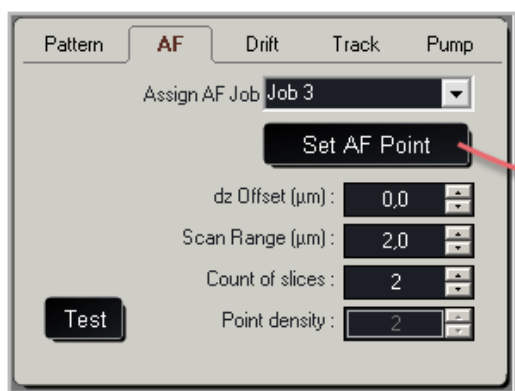 Pattern AF Drift Track Pump
Assign AF Job Job 3
Set AF Point
dz Offset (µm) : 0,0
Scan Range (µm) : 2,0
Count of slices : 2
Test Point density : 2